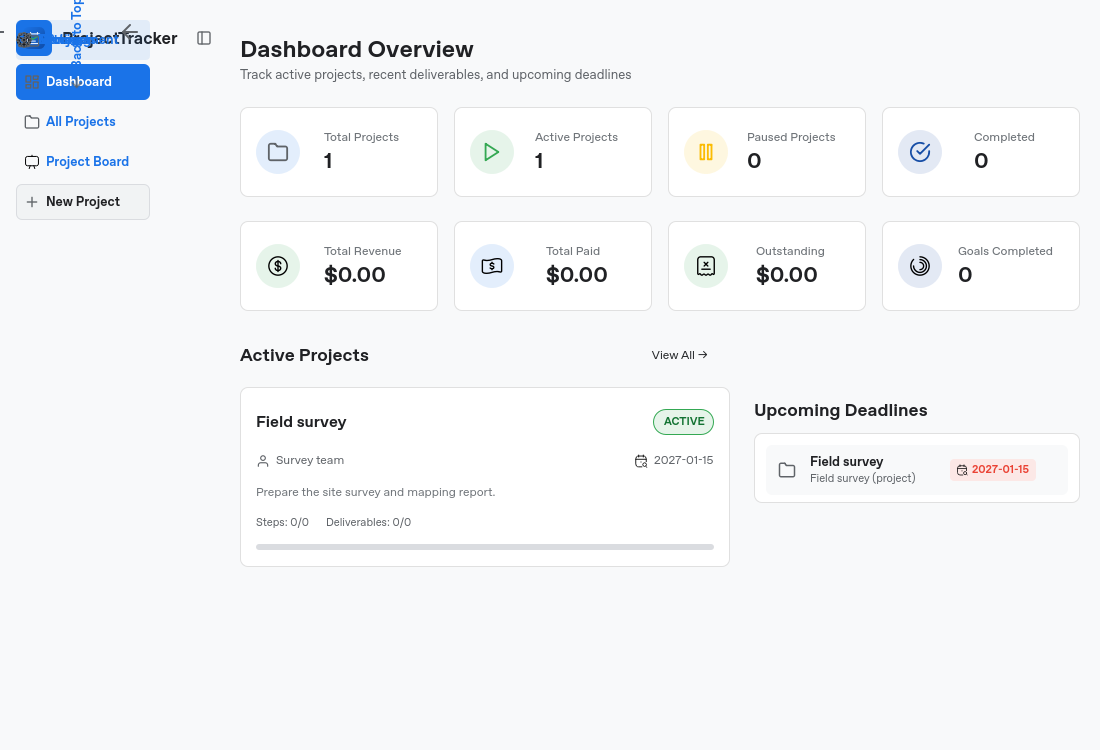 ProjectTracker
Back to Top
Dashboard
All Projects
Project Board
New Project
Dashboard Overview
Track active projects, recent deliverables, and upcoming deadlines
Total Projects
1
Active Projects
1
Paused Projects
0
Completed
0
Total Revenue
$0.00
Total Paid
$0.00
Outstanding
$0.00
Goals Completed
0
Active Projects
View All →
Field survey
ACTIVE
Survey team
2027-01-15
Prepare the site survey and mapping report.
Steps: 0/0
Deliverables: 0/0
Upcoming Deadlines
Field survey
Field survey (project)
2027-01-15